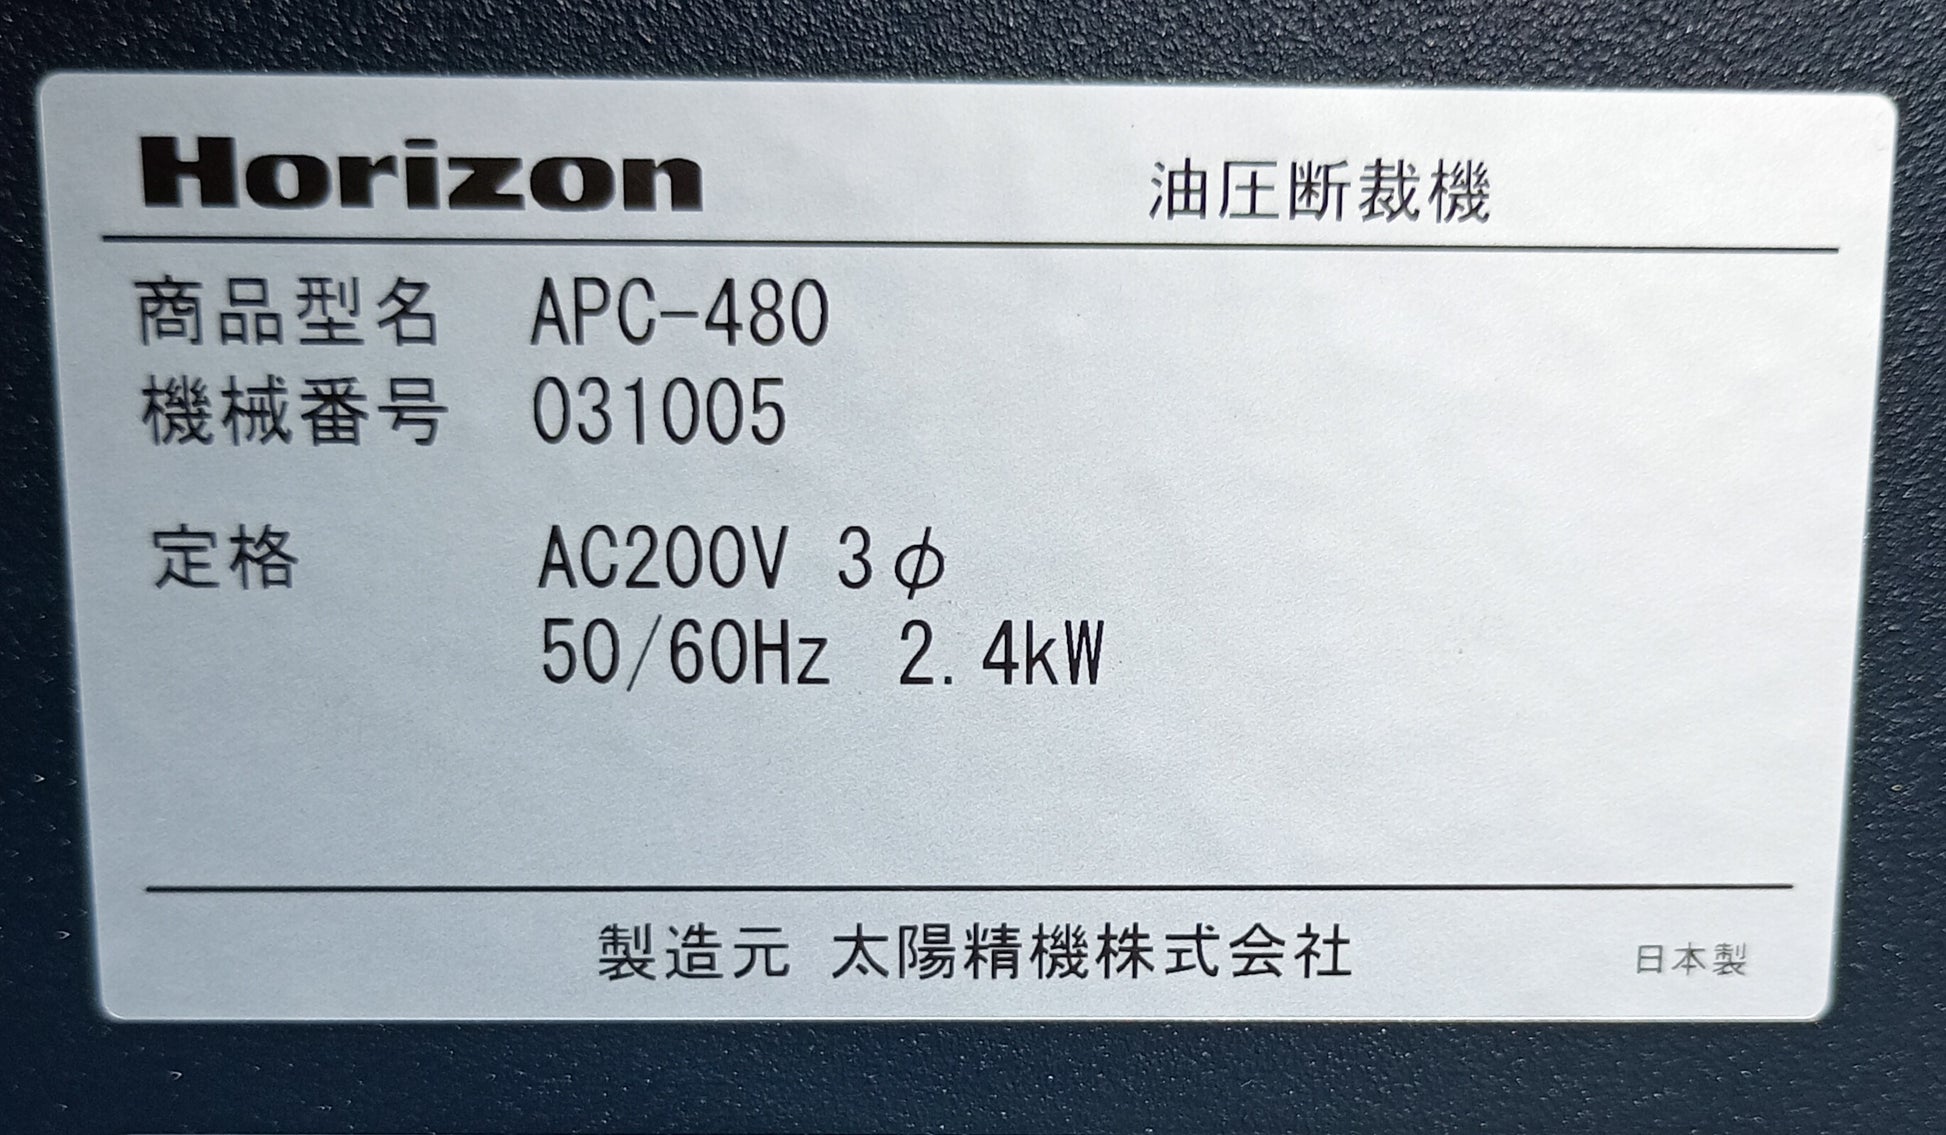 Horizon 油圧断裁機
商品型名 APC-480
機械番号 031005
定格 AC200V 3φ
50/60Hz 2.4kW
製造元 太陽精機株式会社 日本製